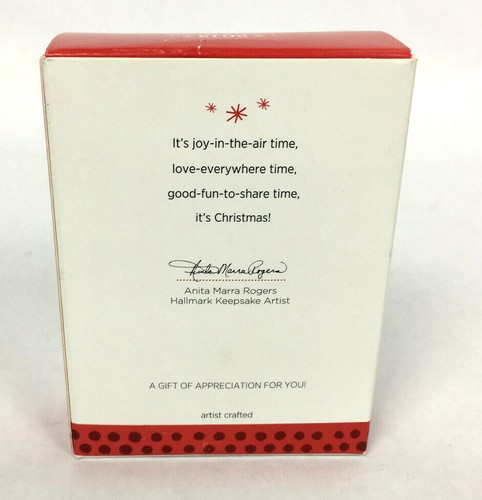 It's joy-in-the-air time,
love-everywhere time,
good-fun-to-share time,
it's Christmas!
Anita Marra Rogers
Anita Marra Rogers
Hallmark Keepsake Artist
A GIFT OF APPRECIATION FOR YOU!
artist crafted